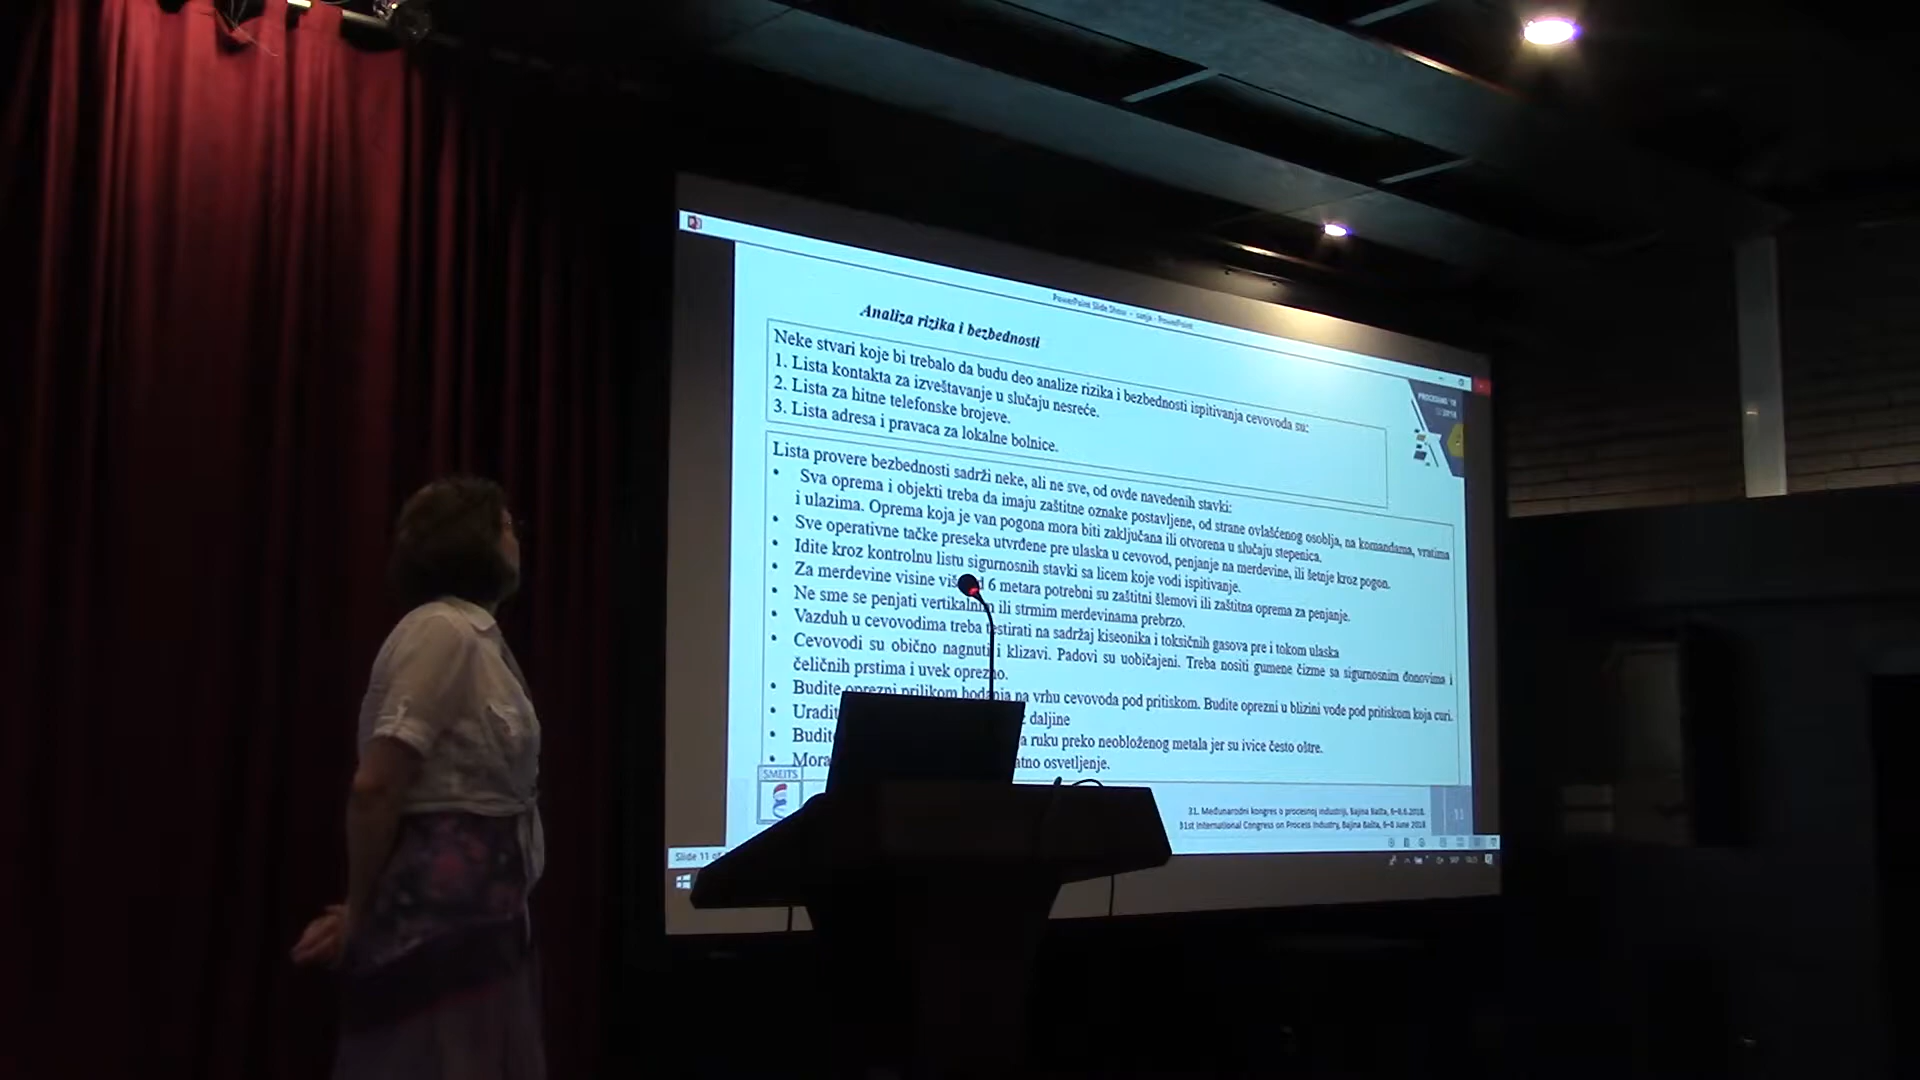 PowerPoint Slide Show - sanja - PowerPoint
Analiza rizika i bezbednosti
Neke stvari koje bi trebalo da budu deo analize rizika i bezbednosti ispitivanja cevovoda su:
1. Lista kontakta za izveštavanje u slučaju nesreće.
2. Lista za hitne telefonske brojeve.
3. Lista adresa i pravaca za lokalne bolnice.
PROCESING '18
Lista provere bezbednosti sadrži neke, ali ne sve, od ovde navedenih stavki:
• Sva oprema i objekti treba da imaju zaštitne oznake postavljene, od strane ovlašćenog osoblja, na komandama, vratima
i ulazima. Oprema koja je van pogona mora biti zaključana ili otvorena u slučaju stepenica.
• Sve operativne tačke preseka utvrđene pre ulaska u cevovod, penjanje na merdevine, ili šetnje kroz pogon.
• Idite kroz kontrolnu listu sigurnosnih stavki sa licem koje vodi ispitivanje.
• Za merdevine visine 6 metara potrebni su zaštitni šlemovi ili zaštitna oprema za penjanje.
• Ne sme se penjati vertikalnim ili strmim merdevinama prebrzo.
• Vazduh u cevovodima treba testirati na sadržaj kiseonika i toksičnih gasova pre i tokom ulaska
• Cevovodi su obično nagnuti i klizavi. Padovi su uobičajeni. Treba nositi gumene čizme sa sigurnosnim đonovima i
čeličnih prstima i uvek oprezno.
• Budite oprezni prilikom hodanja na vrhu cevovoda pod pritiskom. Budite oprezni u blizini vode pod pritiskom koja curi.
• daljine
• ruku preko neobloženog metala jer su ivice često oštre.
• osvetljenje.
SMEITS
31. Međunarodni kongres o procesnoj industriji, Bajina Bašta, 6-8.6.2018.
31st International Congress on Process Industry, Bajina Bašta, 6-8 June 2018
11
Slide 11 of
SRP